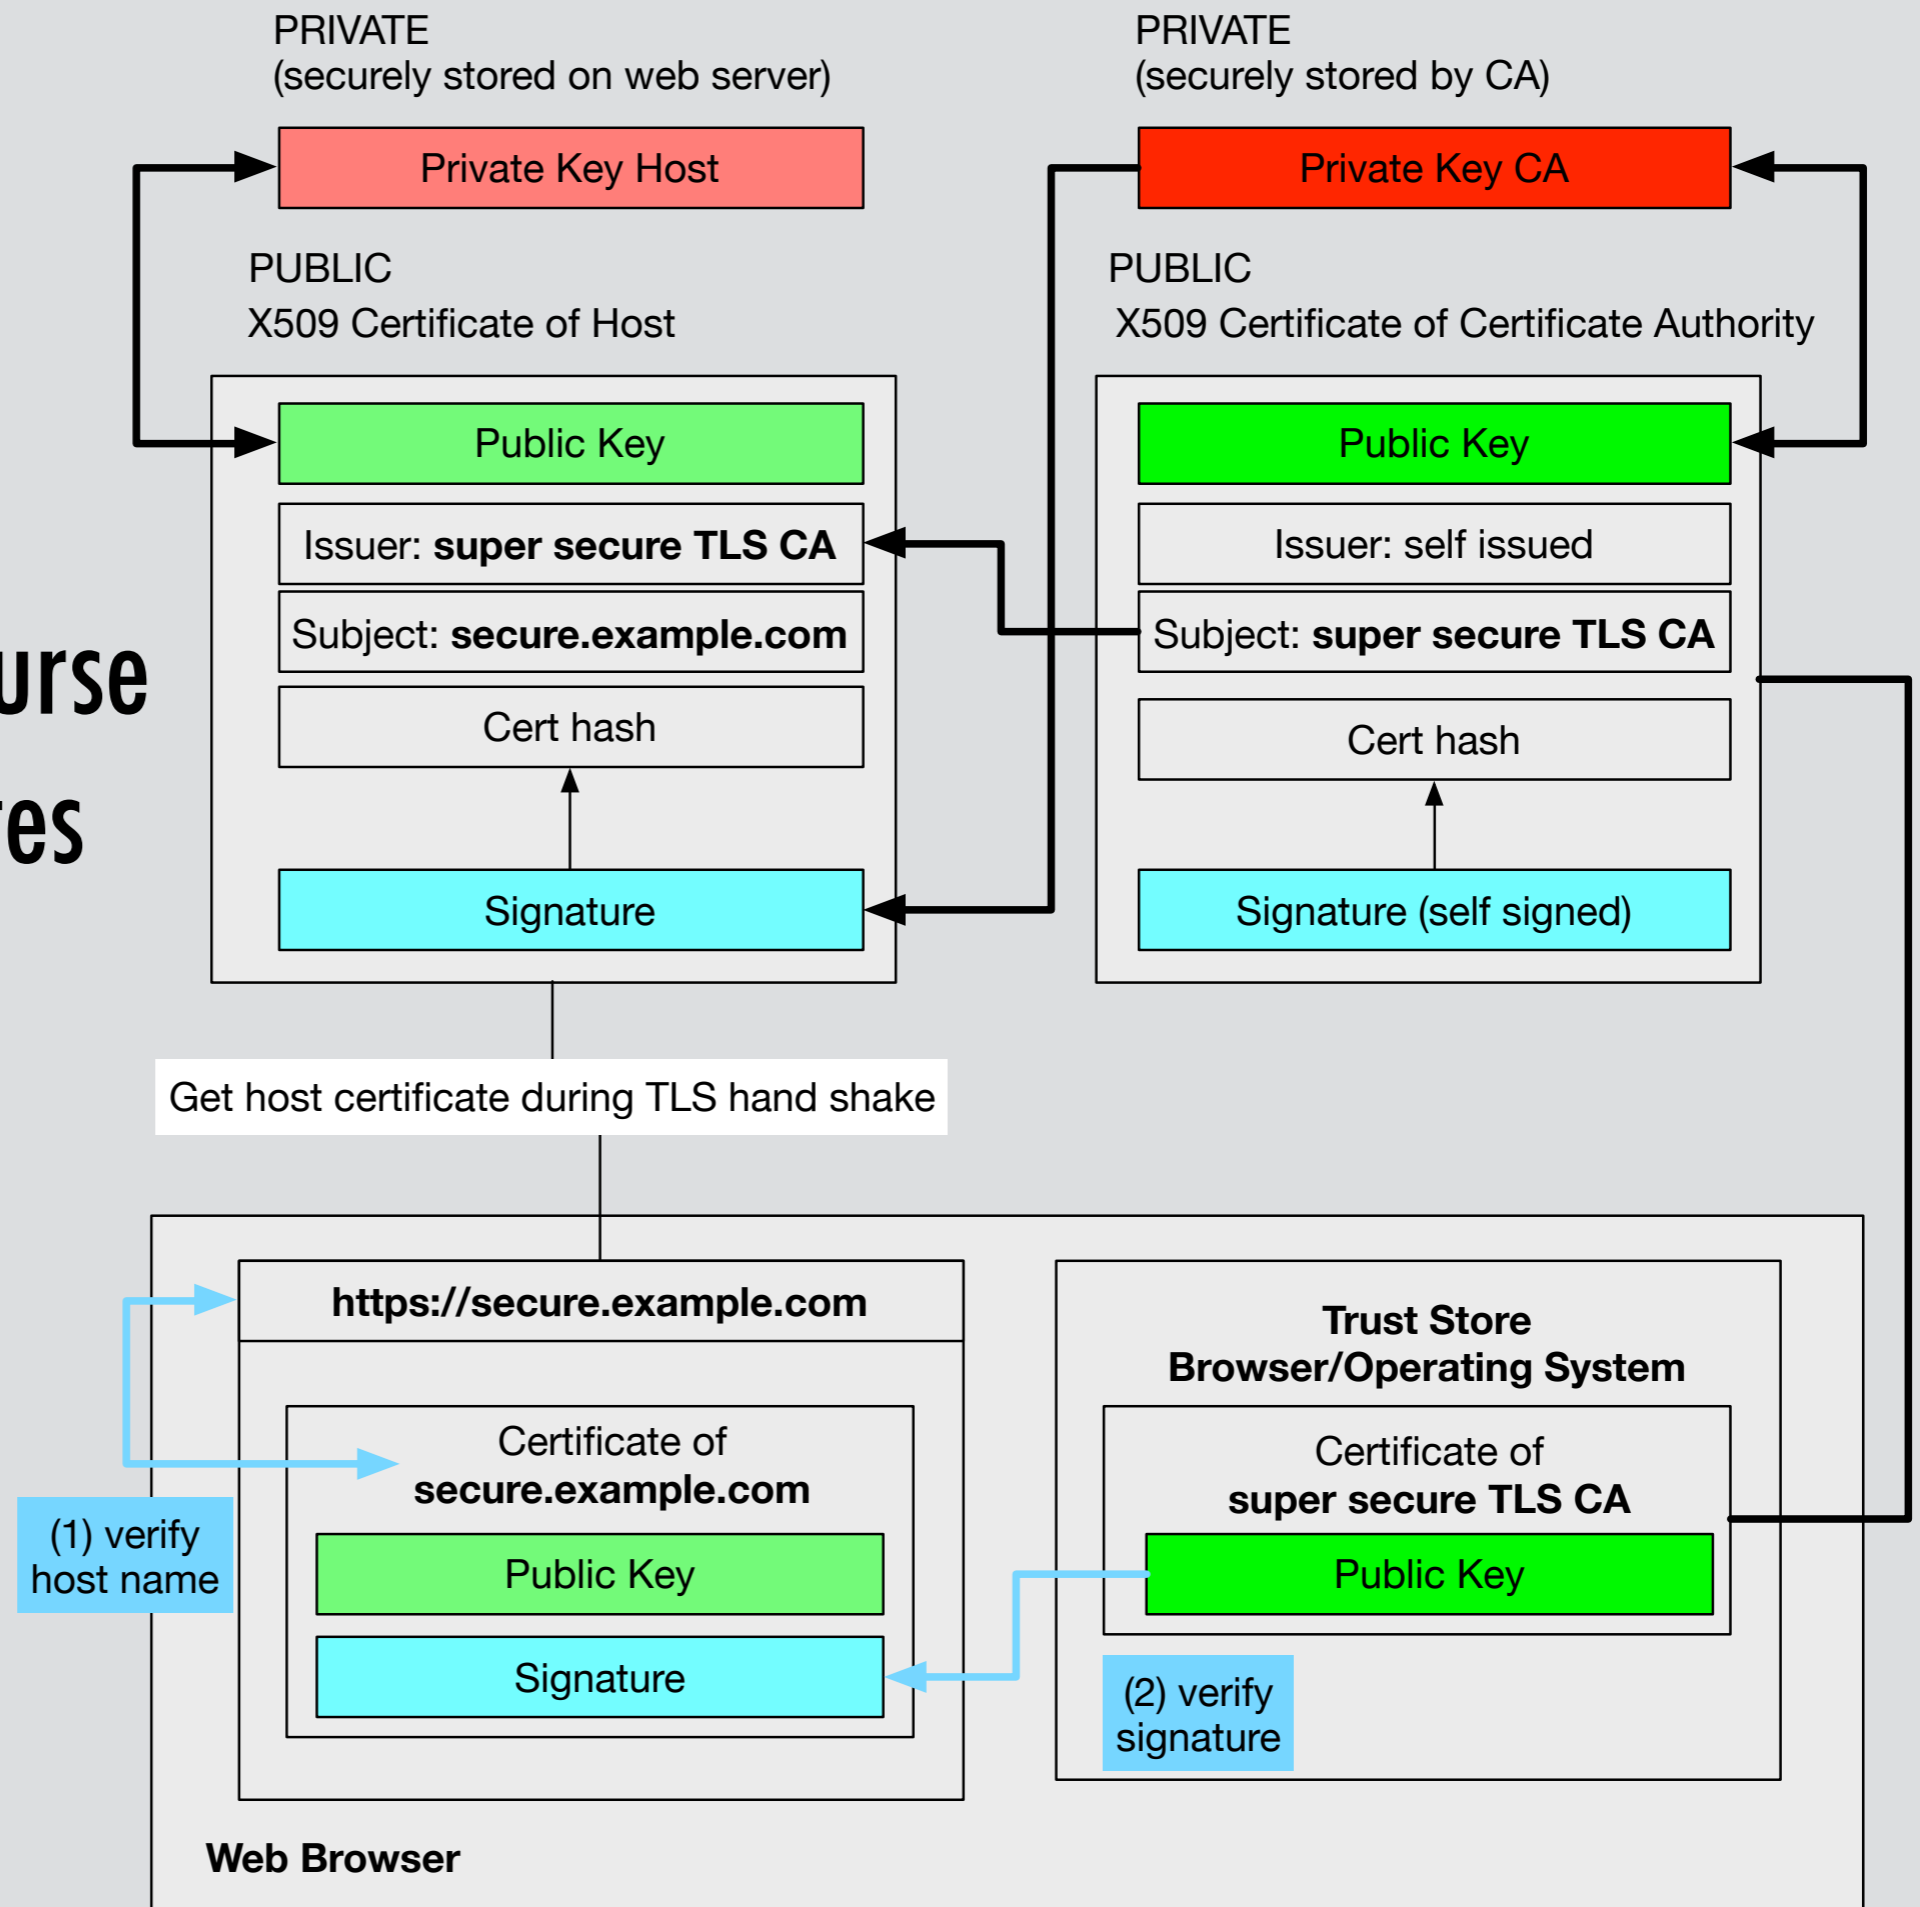 PRIVATE
(securely stored on web server)
PRIVATE
(securely stored by CA)
Private Key Host
Private Key CA
PUBLIC
X509 Certificate of Host
PUBLIC
X509 Certificate of Certificate Authority
Public Key
Issuer: super secure TLS CA
Subject: secure.example.com
Cert hash
Signature
Public Key
Issuer: self issued
Subject: super secure TLS CA
Cert hash
Signature (self signed)
Get host certificate during TLS hand shake
https://secure.example.com
Certificate of
secure.example.com
Public Key
Signature
(1) verify
host name
Trust Store
Browser/Operating System
Certificate of
super secure TLS CA
Public Key
(2) verify
signature
Web Browser